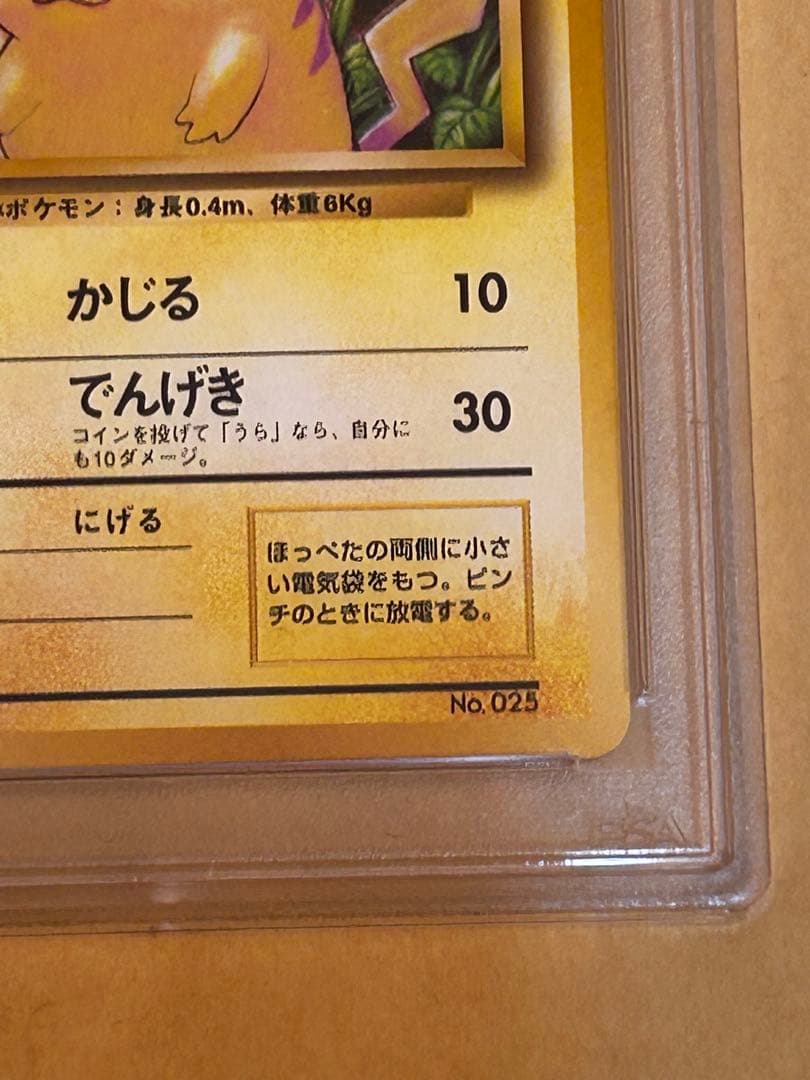 ポケモン：身長0.4m、体重6Kg
かじる 10
でんげき 30
コインを投げて「うら」なら、自分に
も10ダメージ。
にげる
ほっぺたの両側に小さ
い電気袋をもつ。ピン
チのときに放電する。
No.025
PSA